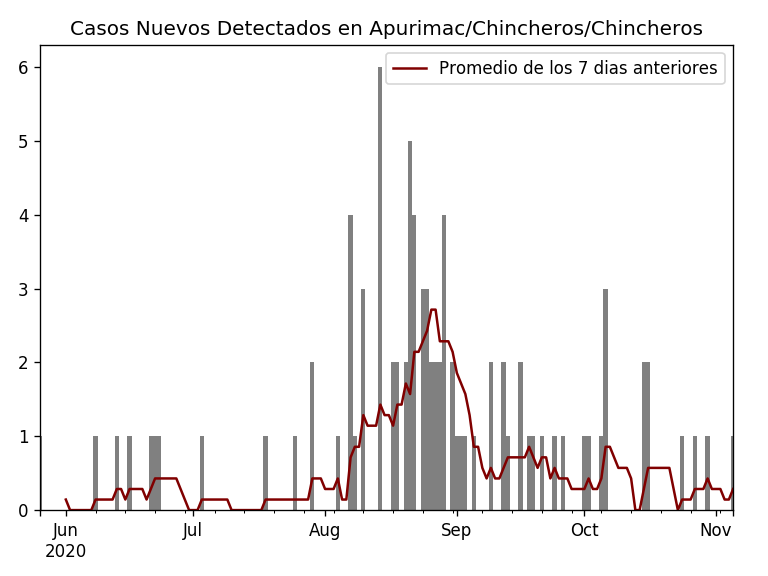 Casos Nuevos Detectados en Apurimac/Chincheros/Chincheros
Promedio de los 7 dias anteriores
6
5
4
3
2
1
0
Jun Jul Aug Sep Oct Nov
2020